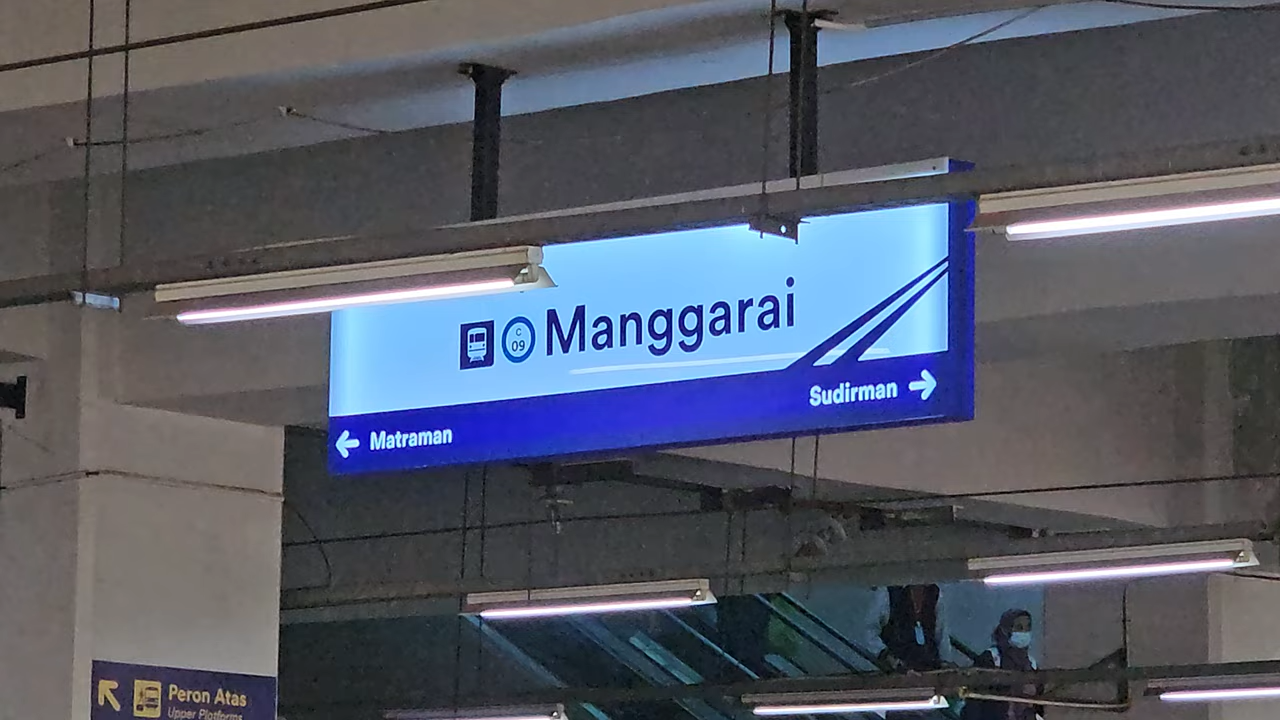 C
09
Manggarai
Sudirman →
← Matraman
Peron Atas
Upper Platforms